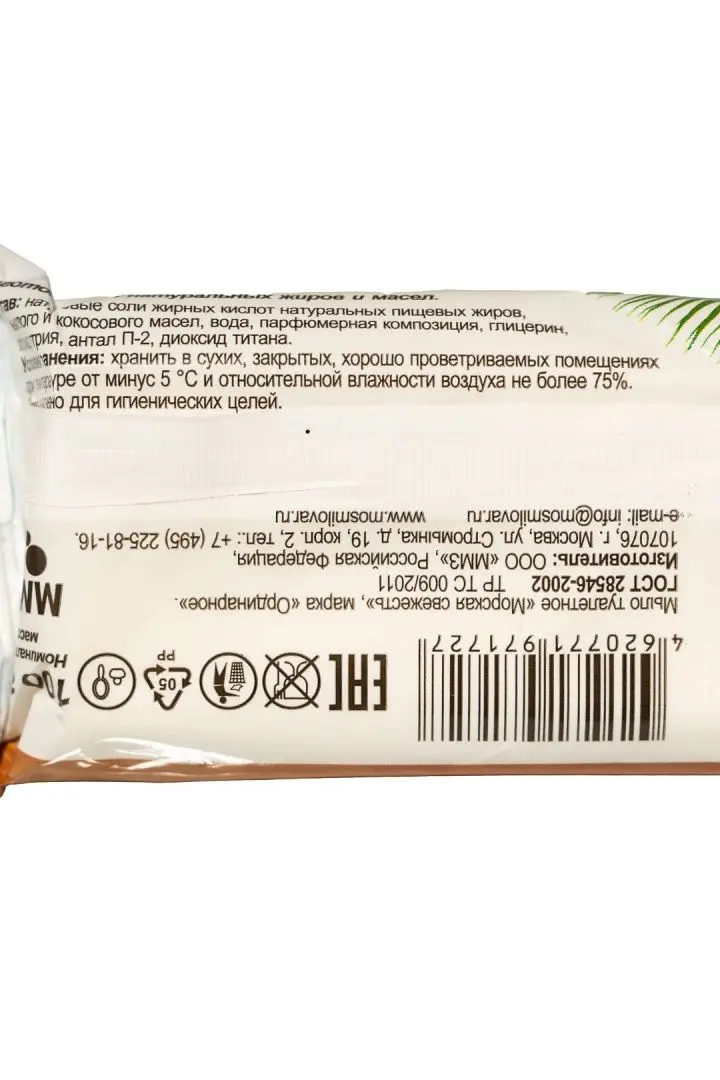 натуральных жиров и масел.
соли жирных кислот натуральных пищевых жиров,
кокосового масел, вода, парфюмерная композиция, глицерин,
антал П-2, диоксид титана.
хранить в сухих, закрытых, хорошо проветриваемых помещениях
от минус 5 °C и относительной влажности воздуха не более 75%.
для гигиенических целей.
4 620771 971727
ЕАС
05
PP
Мыло туалетное «Морская свежесть», марка «Ординарное».
ГОСТ 28546-2002 ТР ТС 009/2011
Изготовитель: ООО «ММЗ», Российская Федерация,
107076, г. Москва, ул. Стромынка, д. 19, корп. 2, тел.: +7 (495) 225-81-16.
e-mail: info@mosmilovar.ru www.mosmilovar.ru